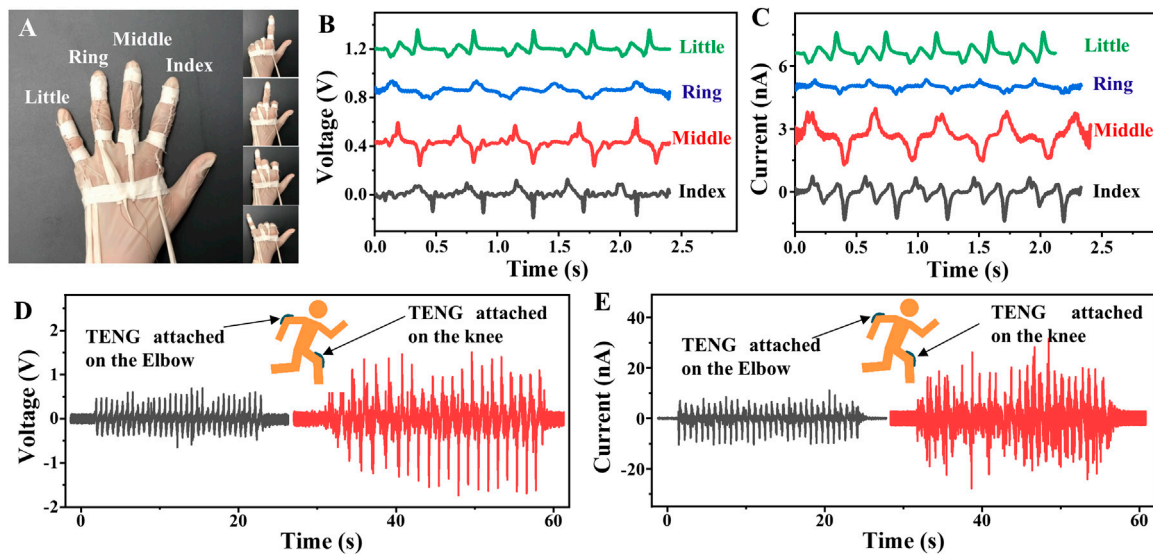 A
Little
Ring
Middle
Index
B
Voltage (V)
1.2
0.8
0.4
0.0
Little
Ring
Middle
Index
0.0 0.5 1.0 1.5 2.0 2.5
Time (s)
C
Current (nA)
6
3
0
Little
Ring
Middle
Index
0.0 0.5 1.0 1.5 2.0 2.5
Time (s)
D
Voltage (V)
2
1
0
-1
-2
TENG attached
on the Elbow
TENG attached
on the knee
0 20 40 60
Time (s)
E
Current (nA)
40
20
0
-20
TENG attached
on the Elbow
TENG attached
on the knee
0 20 40 60
Time (s)